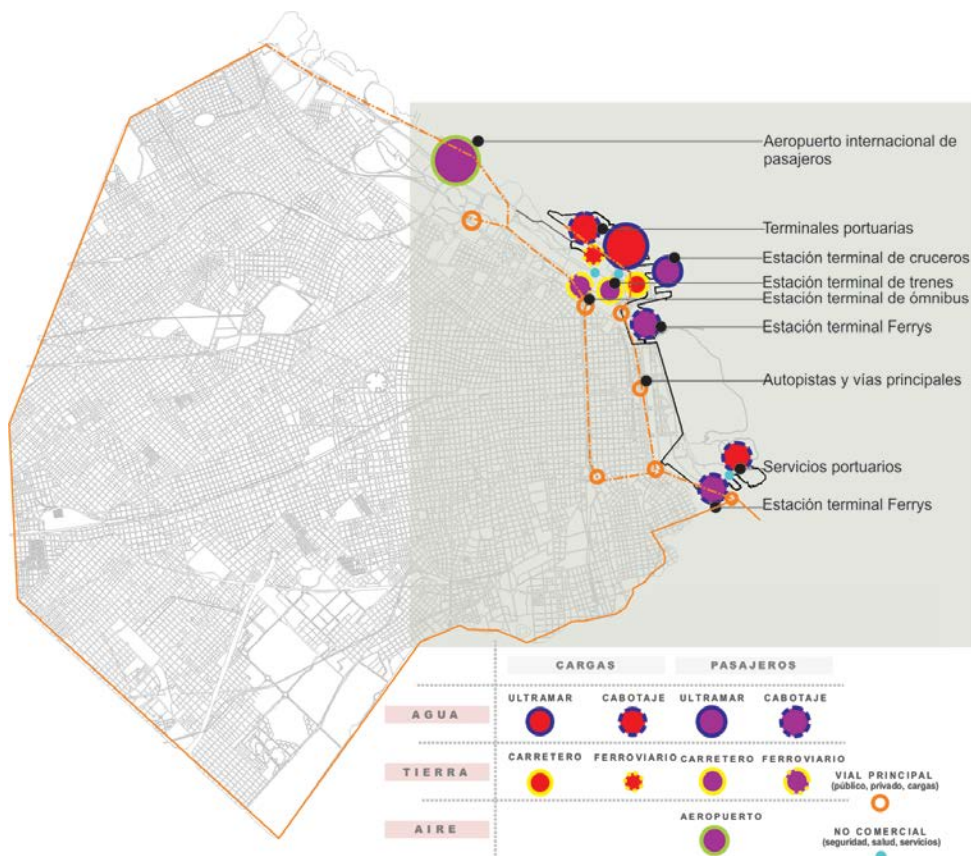 Aeropuerto internacional de
pasajeros
Terminales portuarias
Estación terminal de cruceros
Estación terminal de trenes
Estación terminal de ómnibus
Estación terminal Ferrys
Autopistas y vías principales
Servicios portuarios
Estación terminal Ferrys
CARGAS PASAJEROS
ULTRAMAR CABOTAJE ULTRAMAR CABOTAJE
AGUA
CARRETERO FERROVIARIO CARRETERO FERROVIARIO
TIERRA
VIAL PRINCIPAL
(público, privado, cargas)
AEROPUERTO
AIRE
NO COMERCIAL
(seguridad, salud, servicios)